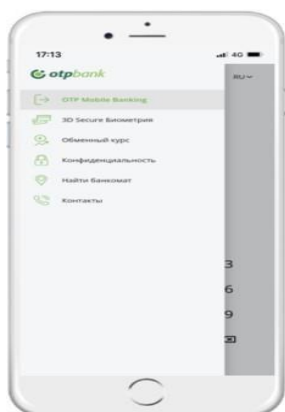 17:13
4G
otpbank
RU
OTP Mobile Banking
3D Secure Биометрия
Обменный курс
Конфиденциальность
Найти банкомат
Контакты
3
6
9